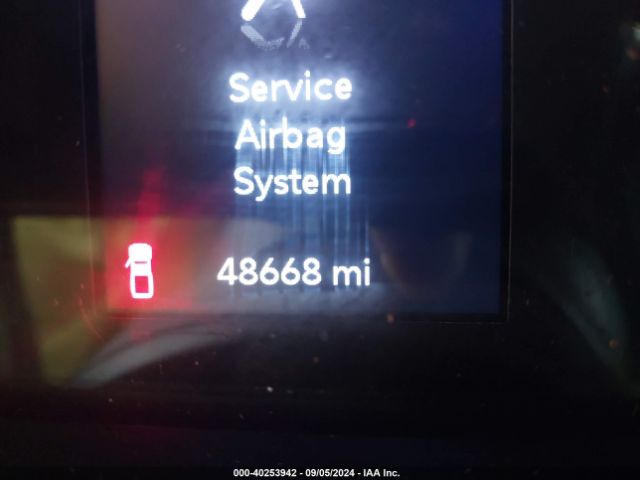 Service
Airbag
System
48668 mi
000-40253942 - 09/05/2024 - IAA Inc.